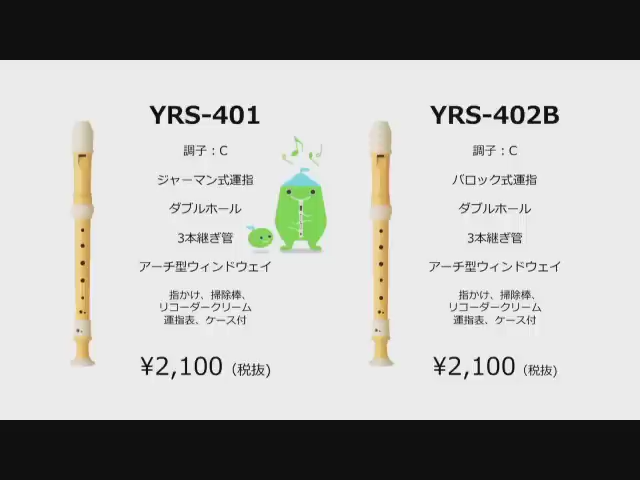 YRS-401
調子：C
ジャーマン式運指
ダブルホール
3本継ぎ管
アーチ型ウィンドウェイ
指かけ、掃除棒、
リコーダークリーム
運指表、ケース付
¥2,100（税抜)
YRS-402B
調子：C
バロック式運指
ダブルホール
3本継ぎ管
アーチ型ウィンドウェイ
指かけ、掃除棒、
リコーダークリーム
運指表、ケース付
¥2,100（税抜)